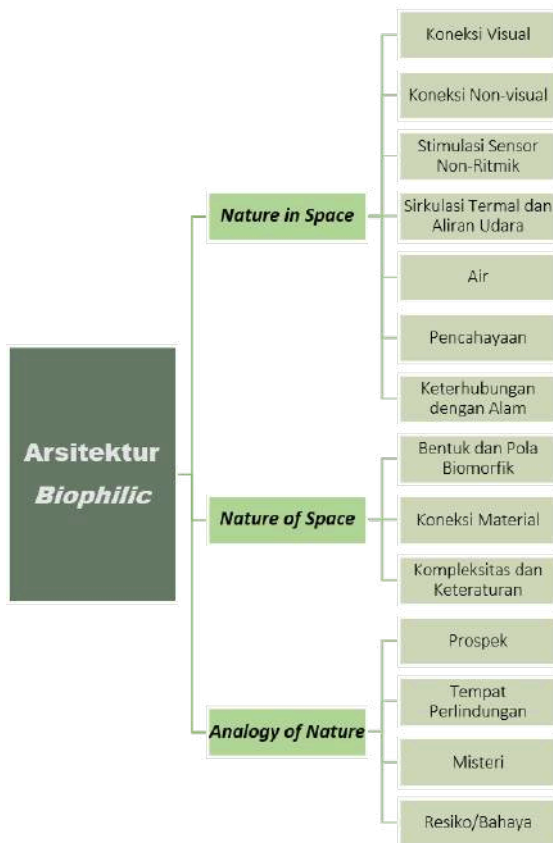 Arsitektur
Biophilic
Nature in Space
Koneksi Visual
Koneksi Non-visual
Stimulasi Sensor
Non-Ritmik
Sirkulasi Termal dan
Aliran Udara
Air
Pencahayaan
Keterhubungan
dengan Alam
Nature of Space
Bentuk dan Pola
Biomorfik
Koneksi Material
Kompleksitas dan
Keteraturan
Analogy of Nature
Prospek
Tempat
Perlindungan
Misteri
Resiko/Bahaya